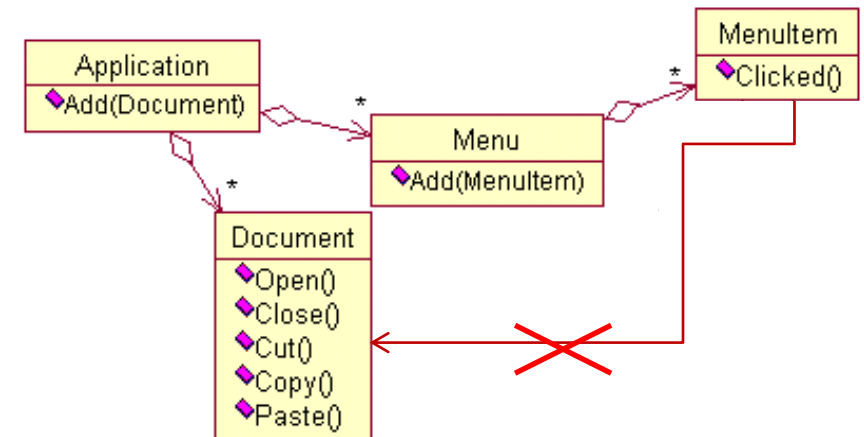 Application
Add(Document)
*
*
Menu
Add(MenuItem)
*
MenuItem
Clicked()
Document
Open()
Close()
Cut()
Copy()
Paste()